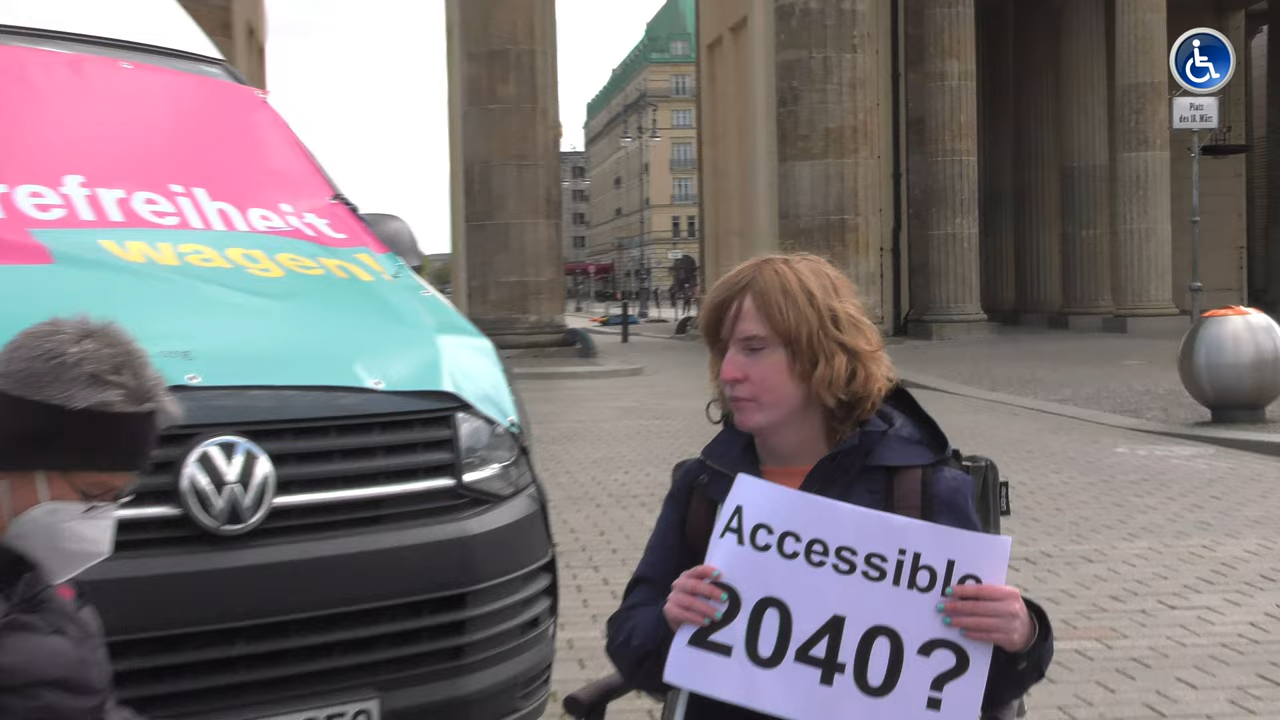 refreiheit
wagen!
Platz
des 18. März
Accessible
2040?